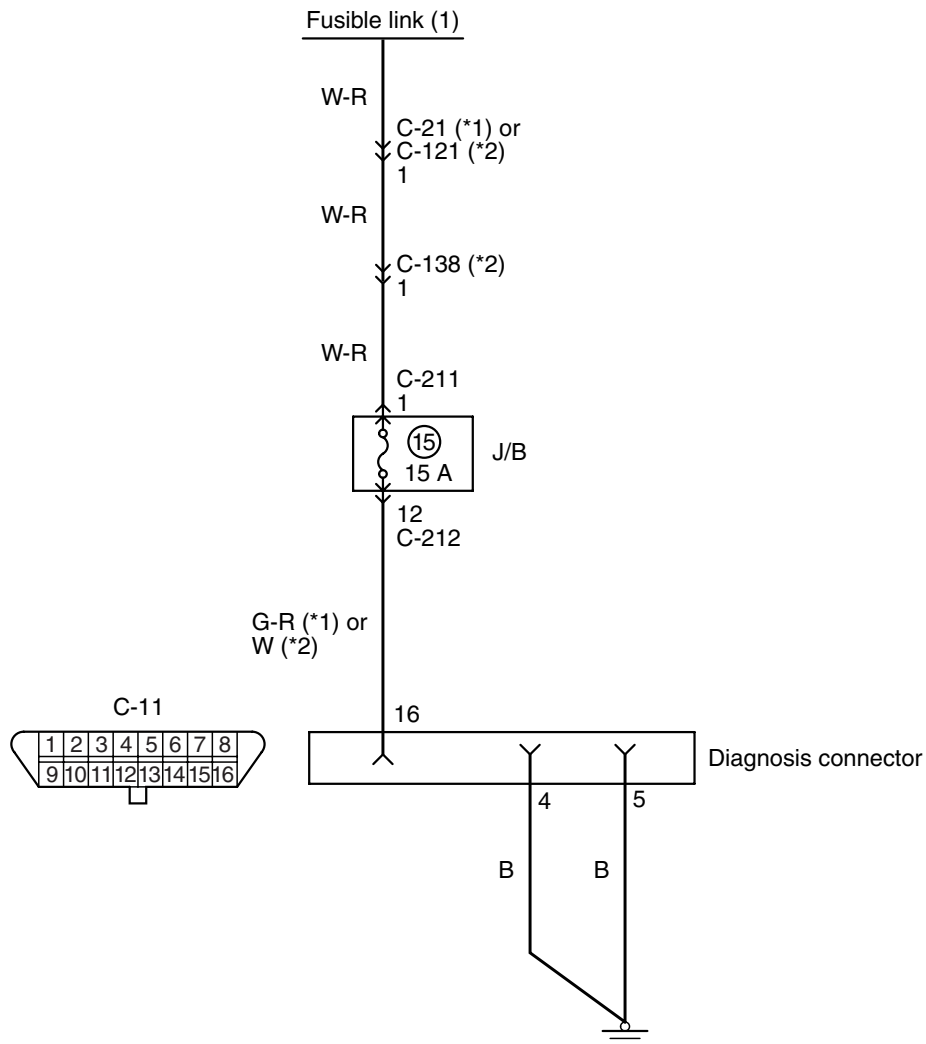 Fusible link (1)
W-R
C-21 (*1) or
C-121 (*2)
1
W-R
C-138 (*2)
1
W-R
C-211
1
15
15 A
J/B
12
C-212
G-R (*1) or
W (*2)
C-11
1 2 3 4 5 6 7 8
9 10 11 12 13 14 15 16
16
Diagnosis connector
4
5
B
B